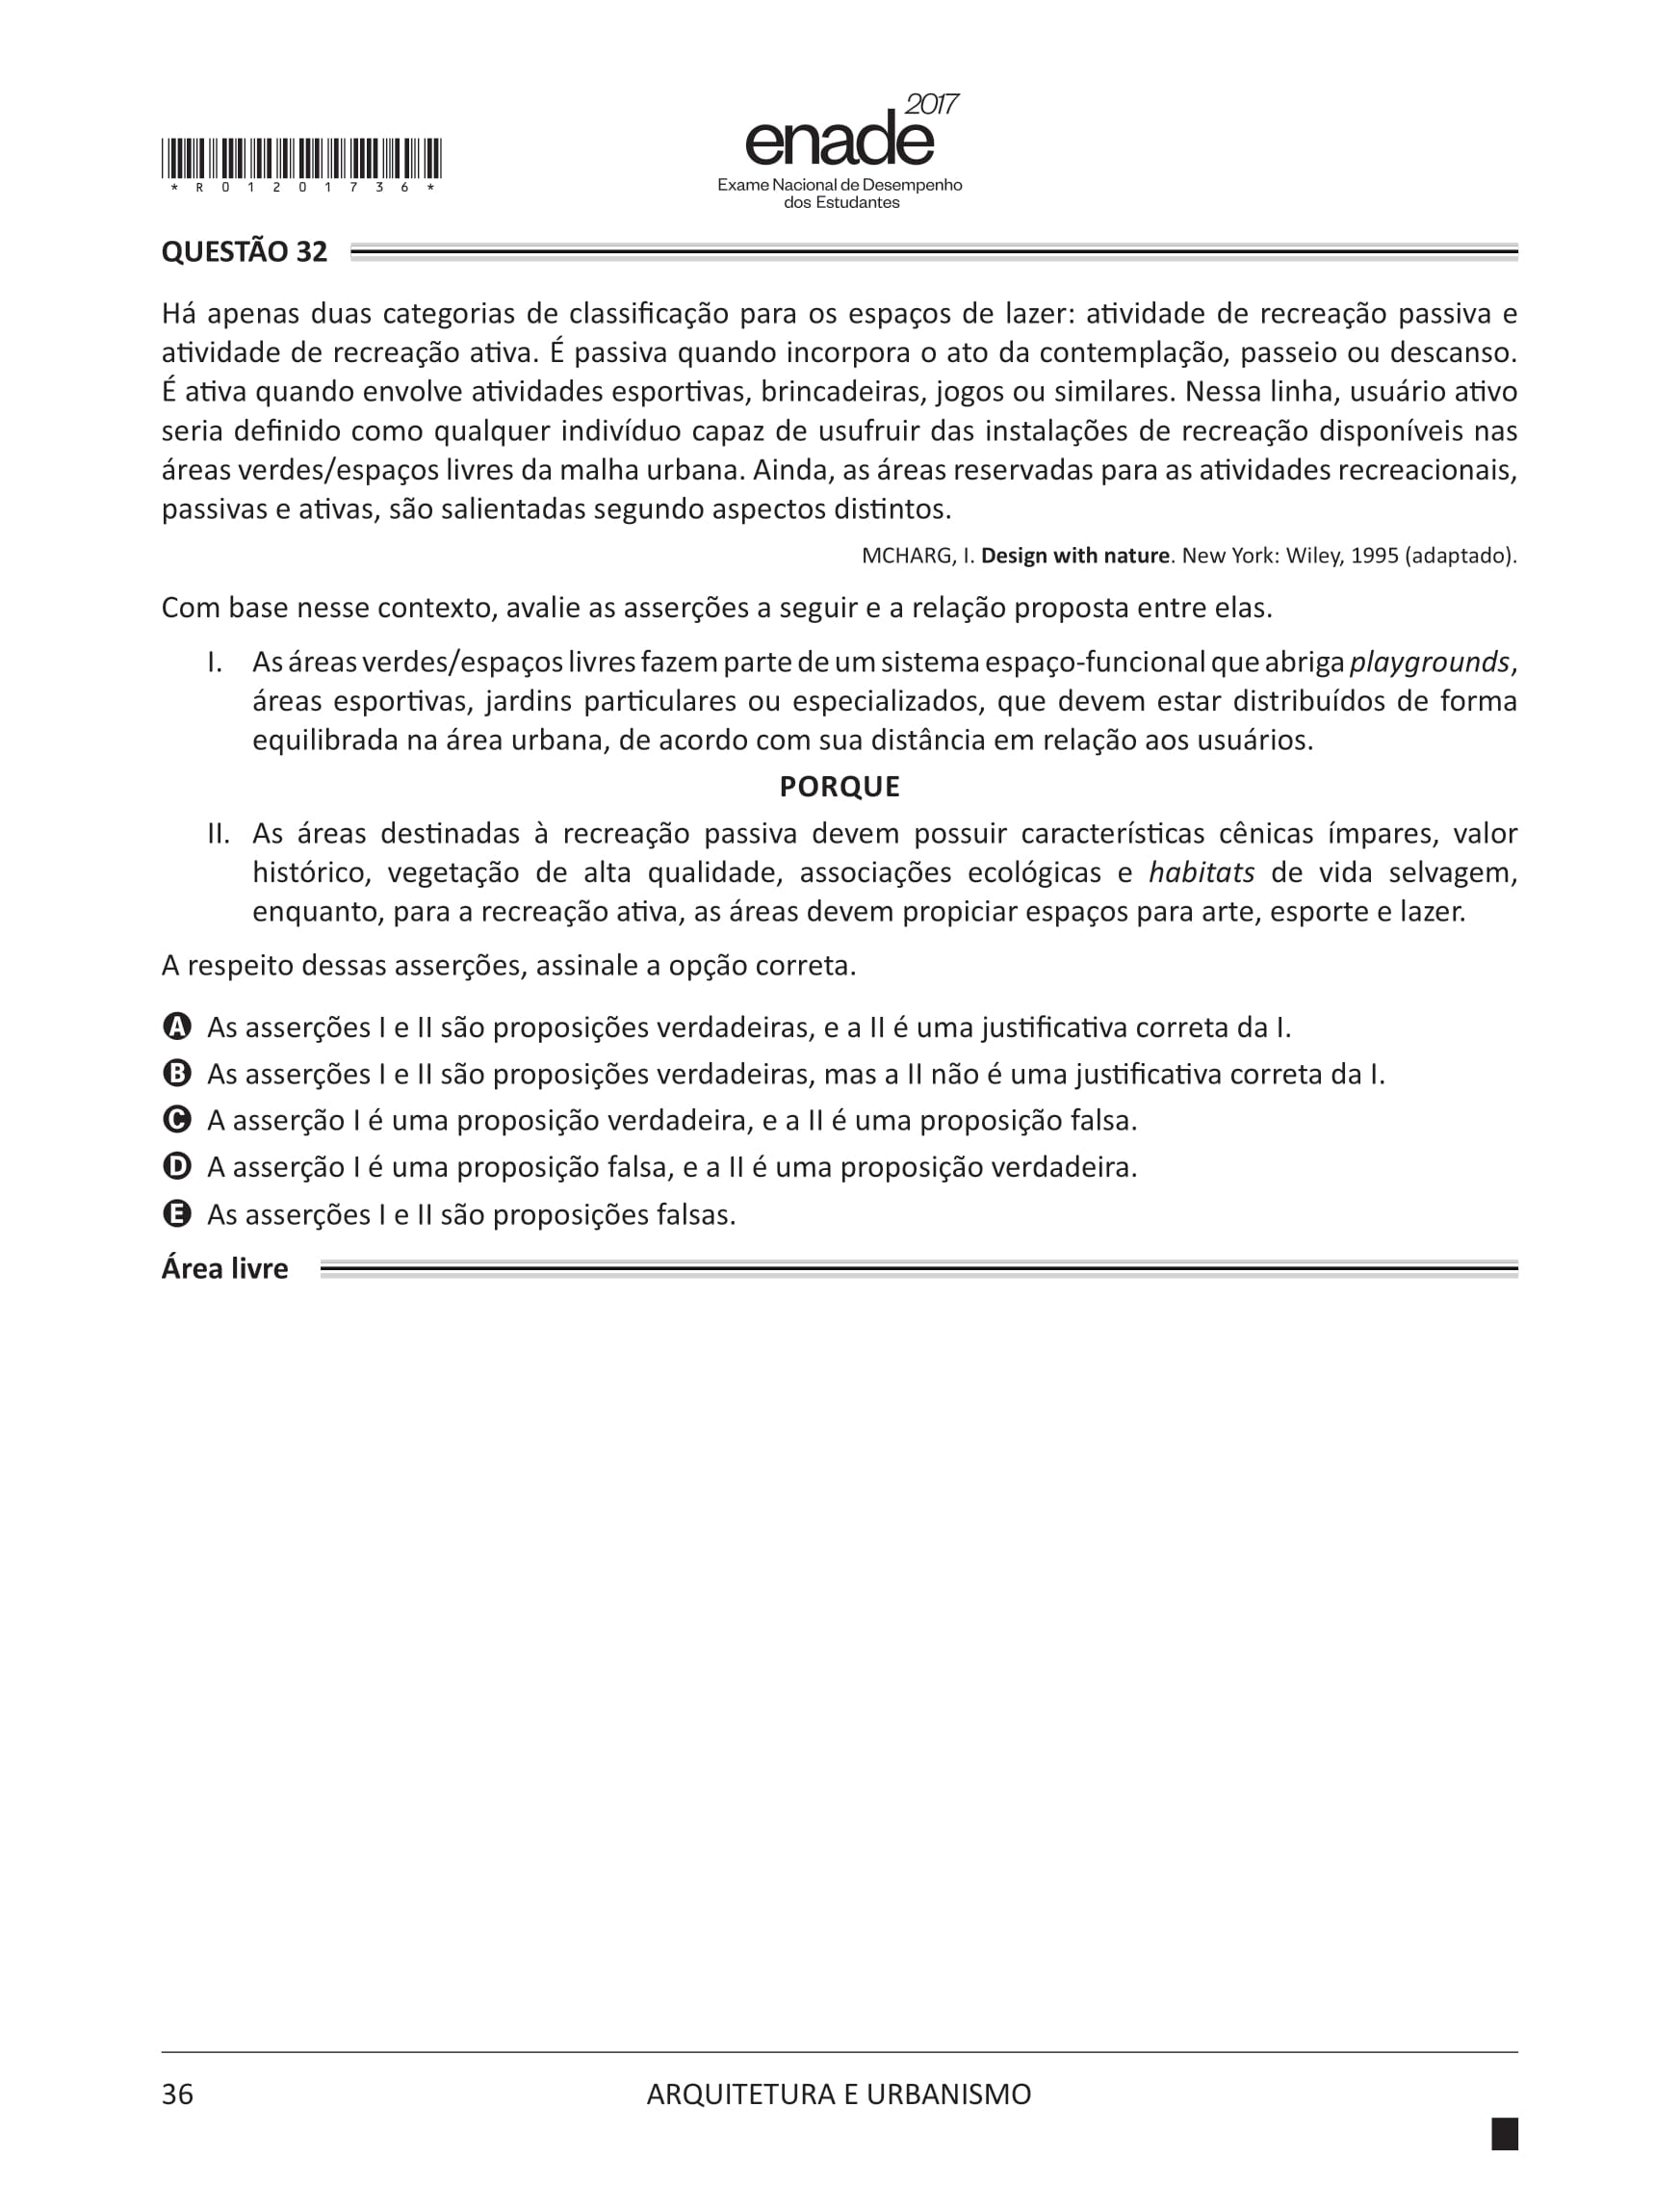 2017
enade
Exame Nacional de Desempenho
dos Estudantes
* R 0 1 2 0 1 7 3 6 *
QUESTÃO 32
Há apenas duas categorias de classificação para os espaços de lazer: atividade de recreação passiva e
atividade de recreação ativa. É passiva quando incorpora o ato da contemplação, passeio ou descanso.
É ativa quando envolve atividades esportivas, brincadeiras, jogos ou similares. Nessa linha, usuário ativo
seria definido como qualquer indivíduo capaz de usufruir das instalações de recreação disponíveis nas
áreas verdes/espaços livres da malha urbana. Ainda, as áreas reservadas para as atividades recreacionais,
passivas e ativas, são salientadas segundo aspectos distintos.
MCHARG, I. Design with nature. New York: Wiley, 1995 (adaptado).
Com base nesse contexto, avalie as asserções a seguir e a relação proposta entre elas.
I. As áreas verdes/espaços livres fazem parte de um sistema espaço-funcional que abriga playgrounds,
áreas esportivas, jardins particulares ou especializados, que devem estar distribuídos de forma
equilibrada na área urbana, de acordo com sua distância em relação aos usuários.
PORQUE
II. As áreas destinadas à recreação passiva devem possuir características cênicas ímpares, valor
histórico, vegetação de alta qualidade, associações ecológicas e habitats de vida selvagem,
enquanto, para a recreação ativa, as áreas devem propiciar espaços para arte, esporte e lazer.
A respeito dessas asserções, assinale a opção correta.
A As asserções I e II são proposições verdadeiras, e a II é uma justificativa correta da I.
B As asserções I e II são proposições verdadeiras, mas a II não é uma justificativa correta da I.
C A asserção I é uma proposição verdadeira, e a II é uma proposição falsa.
D A asserção I é uma proposição falsa, e a II é uma proposição verdadeira.
E As asserções I e II são proposições falsas.
Área livre
36
ARQUITETURA E URBANISMO